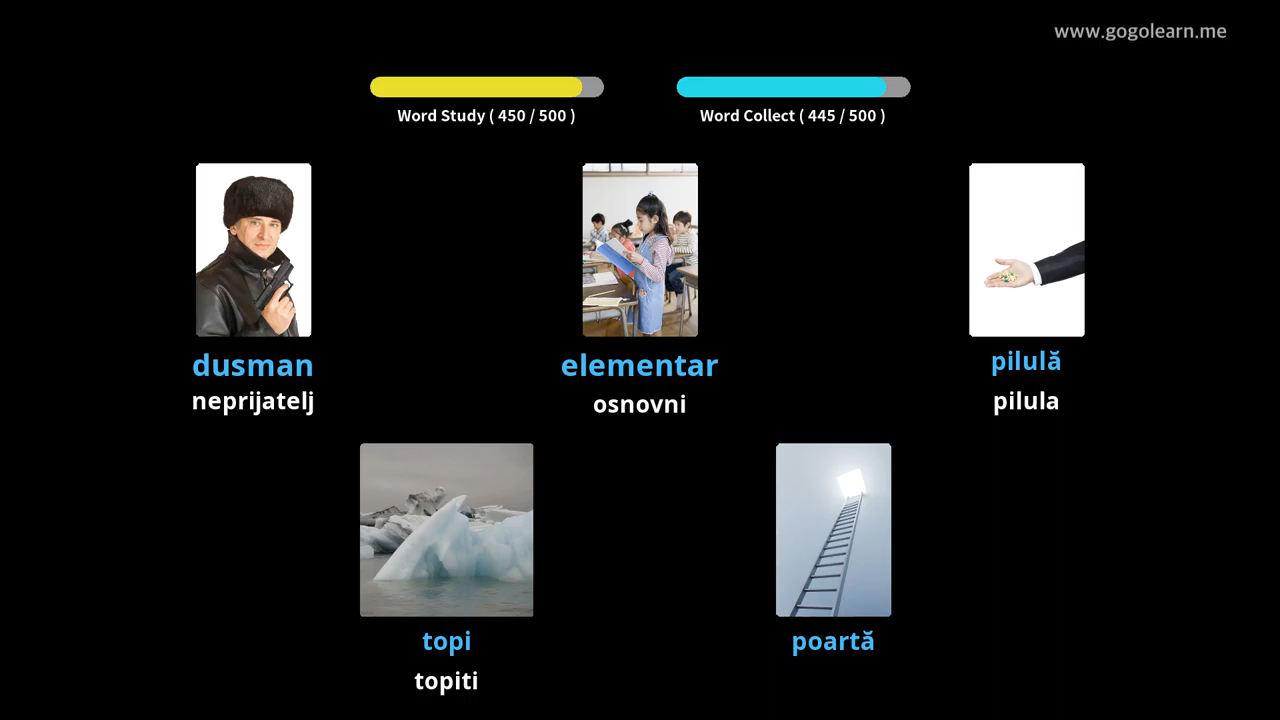 www.gogolearn.me
Word Study ( 450 / 500 )
Word Collect ( 445 / 500 )
dusman
neprijatelj
elementar
osnovni
pilulă
pilula
topi
topiti
poartă